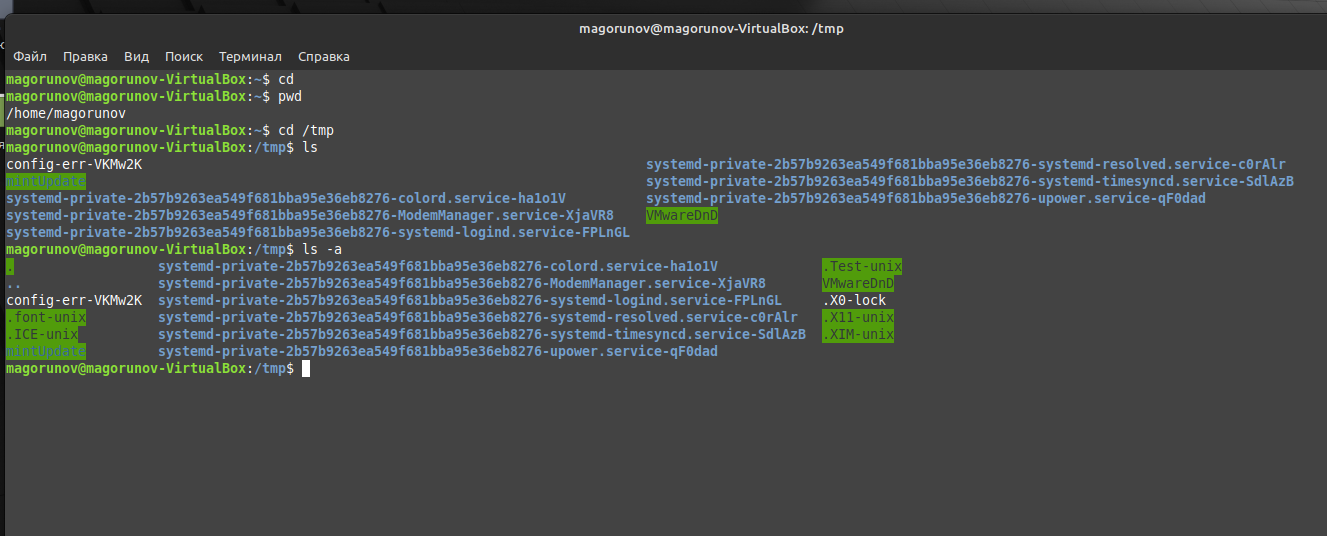 magorunov@magorunov-VirtualBox: /tmp
Файл Правка Вид Поиск Терминал Справка
magorunov@magorunov-VirtualBox:~$ cd
magorunov@magorunov-VirtualBox:~$ pwd
/home/magorunov
magorunov@magorunov-VirtualBox:~$ cd /tmp
magorunov@magorunov-VirtualBox:/tmp$ ls
config-err-VKMw2K systemd-private-2b57b9263ea549f681bba95e36eb8276-systemd-resolved.service-c0rAlr
mintUpdate systemd-private-2b57b9263ea549f681bba95e36eb8276-systemd-timesyncd.service-SdlAzB
systemd-private-2b57b9263ea549f681bba95e36eb8276-colord.service-ha1o1V systemd-private-2b57b9263ea549f681bba95e36eb8276-upower.service-qF0dad
systemd-private-2b57b9263ea549f681bba95e36eb8276-ModemManager.service-XjaVR8 VMwareDnD
systemd-private-2b57b9263ea549f681bba95e36eb8276-systemd-logind.service-FPLnGL
magorunov@magorunov-VirtualBox:/tmp$ ls -a
. systemd-private-2b57b9263ea549f681bba95e36eb8276-colord.service-ha1o1V .Test-unix
.. systemd-private-2b57b9263ea549f681bba95e36eb8276-ModemManager.service-XjaVR8 VMwareDnD
config-err-VKMw2K systemd-private-2b57b9263ea549f681bba95e36eb8276-systemd-logind.service-FPLnGL .X0-lock
.font-unix systemd-private-2b57b9263ea549f681bba95e36eb8276-systemd-resolved.service-c0rAlr .X11-unix
.ICE-unix systemd-private-2b57b9263ea549f681bba95e36eb8276-systemd-timesyncd.service-SdlAzB .XIM-unix
mintUpdate systemd-private-2b57b9263ea549f681bba95e36eb8276-upower.service-qF0dad
magorunov@magorunov-VirtualBox:/tmp$